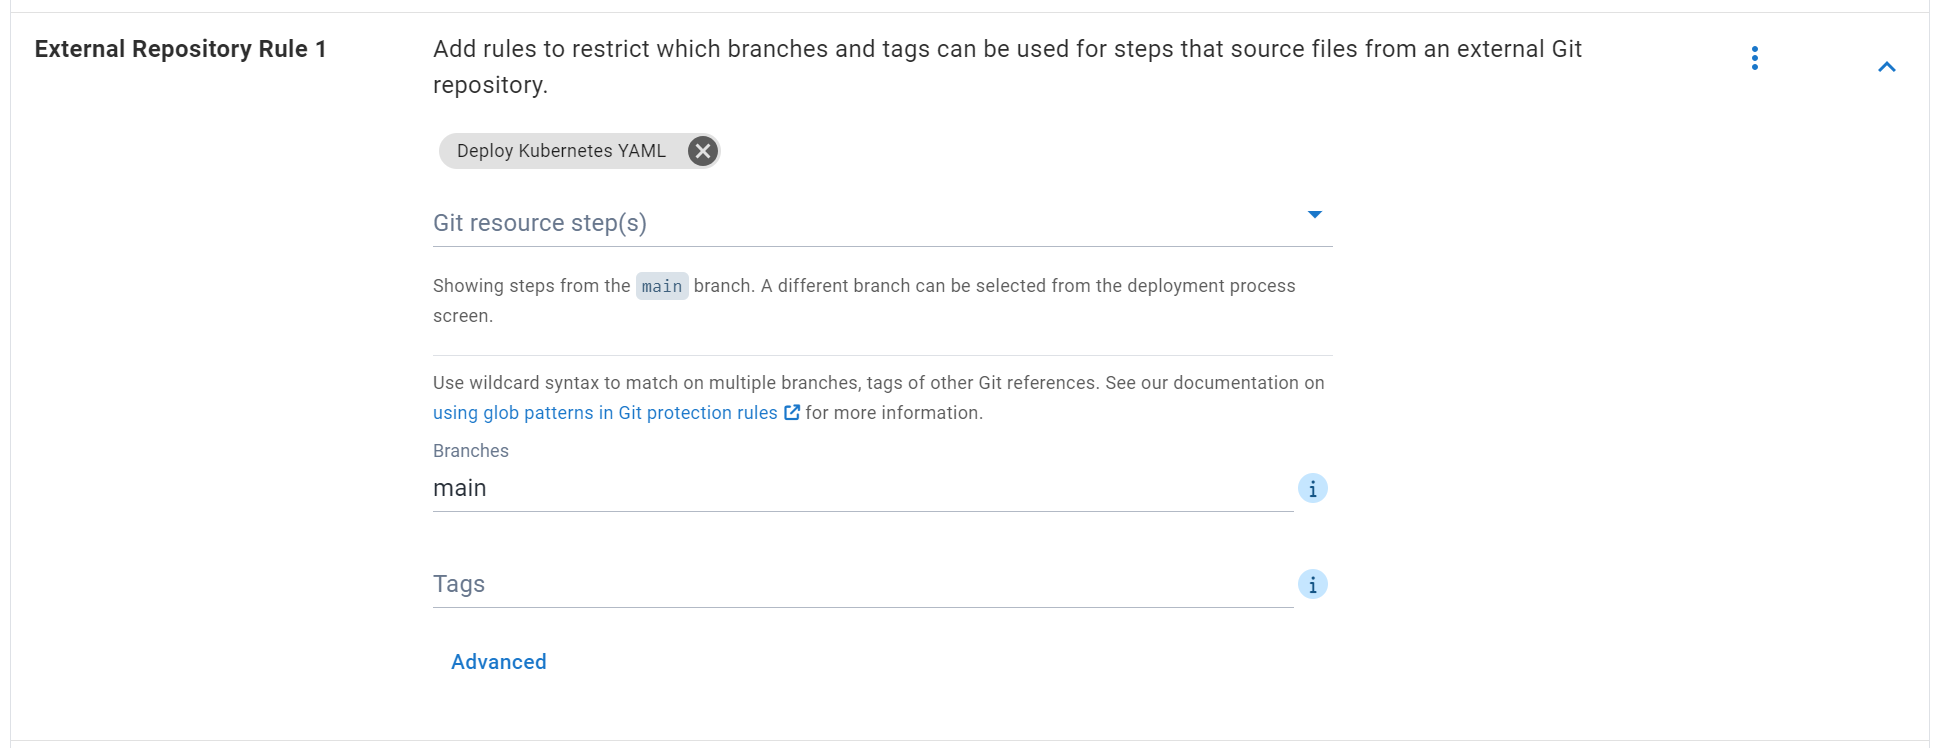 External Repository Rule 1
Add rules to restrict which branches and tags can be used for steps that source files from an external Git
repository.
Deploy Kubernetes YAML
Git resource step(s)
Showing steps from the main branch. A different branch can be selected from the deployment process
screen.
Use wildcard syntax to match on multiple branches, tags of other Git references. See our documentation on
using glob patterns in Git protection rules for more information.
Branches
main
Tags
Advanced